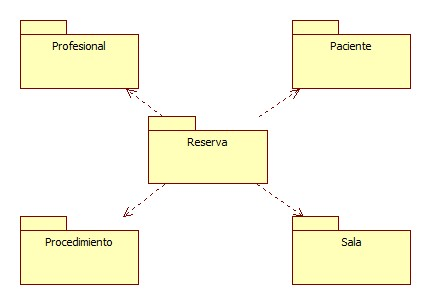 Profesional
Paciente
Reserva
Procedimiento
Sala